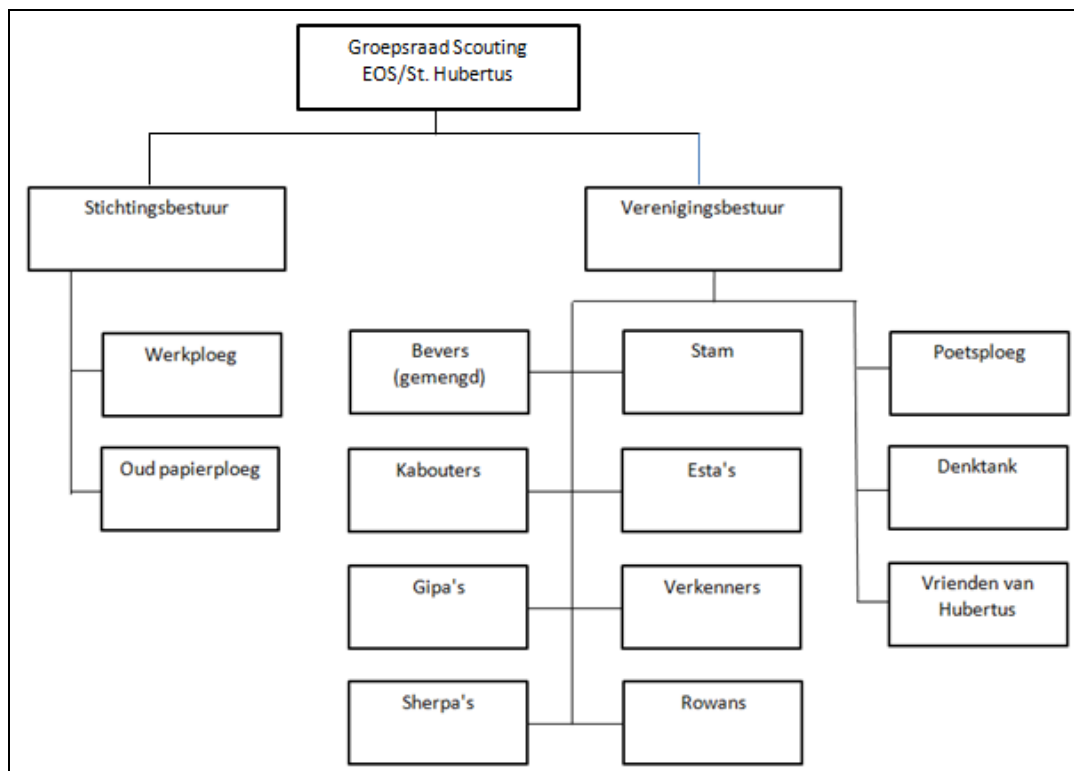 Groepsraad Scouting
EOS/St. Hubertus
Stichtingsbestuur
Verenigingsbestuur
Werkploeg
Bevers
(gemengd)
Stam
Poetsploeg
Oud papierploeg
Kabouters
Esta's
Denktank
Gipa's
Verkenners
Vrienden van
Hubertus
Sherpa's
Rowans